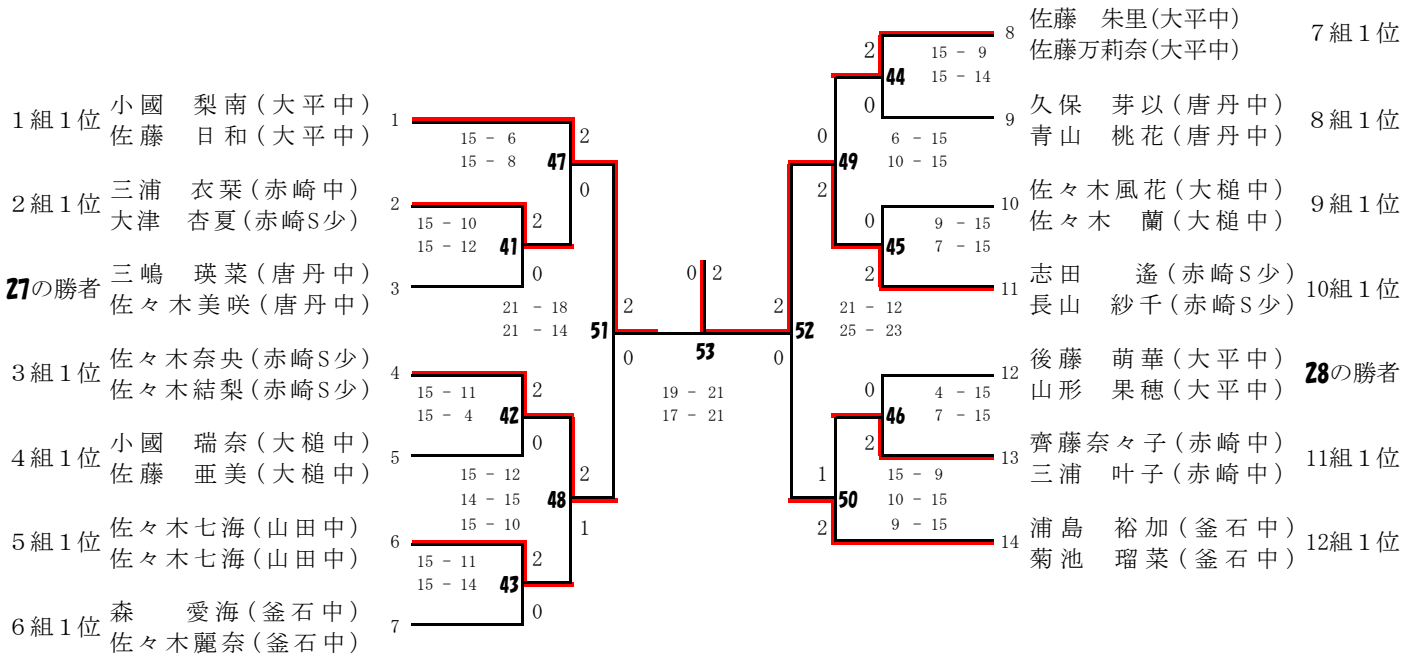 1組1位
小國 梨南(大平中)
佐藤 日和(大平中)
1
15 - 6
15 - 8
47
2
0
2組1位
三浦 衣栞(赤崎中)
大津 杏夏(赤崎S少)
2
15 - 10
15 - 12
41
2
0
27の勝者
三嶋 瑛菜(唐丹中)
佐々木美咲(唐丹中)
3
21 - 18
21 - 14
51
2
0
3組1位
佐々木奈央(赤崎S少)
佐々木結梨(赤崎S少)
4
15 - 11
15 - 4
42
2
0
4組1位
小國 瑞奈(大槌中)
佐藤 亜美(大槌中)
5
15 - 12
14 - 15
15 - 10
48
2
1
5組1位
佐々木七海(山田中)
佐々木七海(山田中)
6
15 - 11
15 - 14
43
2
0
6組1位
森 愛海(釜石中)
佐々木麗奈(釜石中)
7
0 2
53
19 - 21
17 - 21
8
佐藤 朱里(大平中)
佐藤万莉奈(大平中)
7組1位
2
15 - 9
15 - 14
44
0
9
久保 芽以(唐丹中)
青山 桃花(唐丹中)
8組1位
0
6 - 15
10 - 15
49
2
10
佐々木風花(大槌中)
佐々木 蘭(大槌中)
9組1位
0
9 - 15
7 - 15
45
2
11
志田 遙(赤崎S少)
長山 紗千(赤崎S少)
10組1位
2
21 - 12
25 - 23
52
0
12
後藤 萌華(大平中)
山形 果穂(大平中)
28の勝者
0
4 - 15
7 - 15
46
2
13
齊藤奈々子(赤崎中)
三浦 叶子(赤崎中)
11組1位
1
15 - 9
10 - 15
9 - 15
50
2
14
浦島 裕加(釜石中)
菊池 瑠菜(釜石中)
12組1位